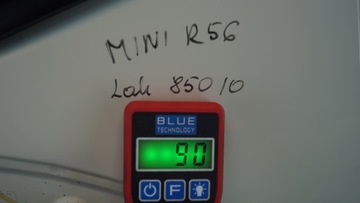 MINI R56
Lak 850/0
BLUE
TECHNOLOGY
90
F